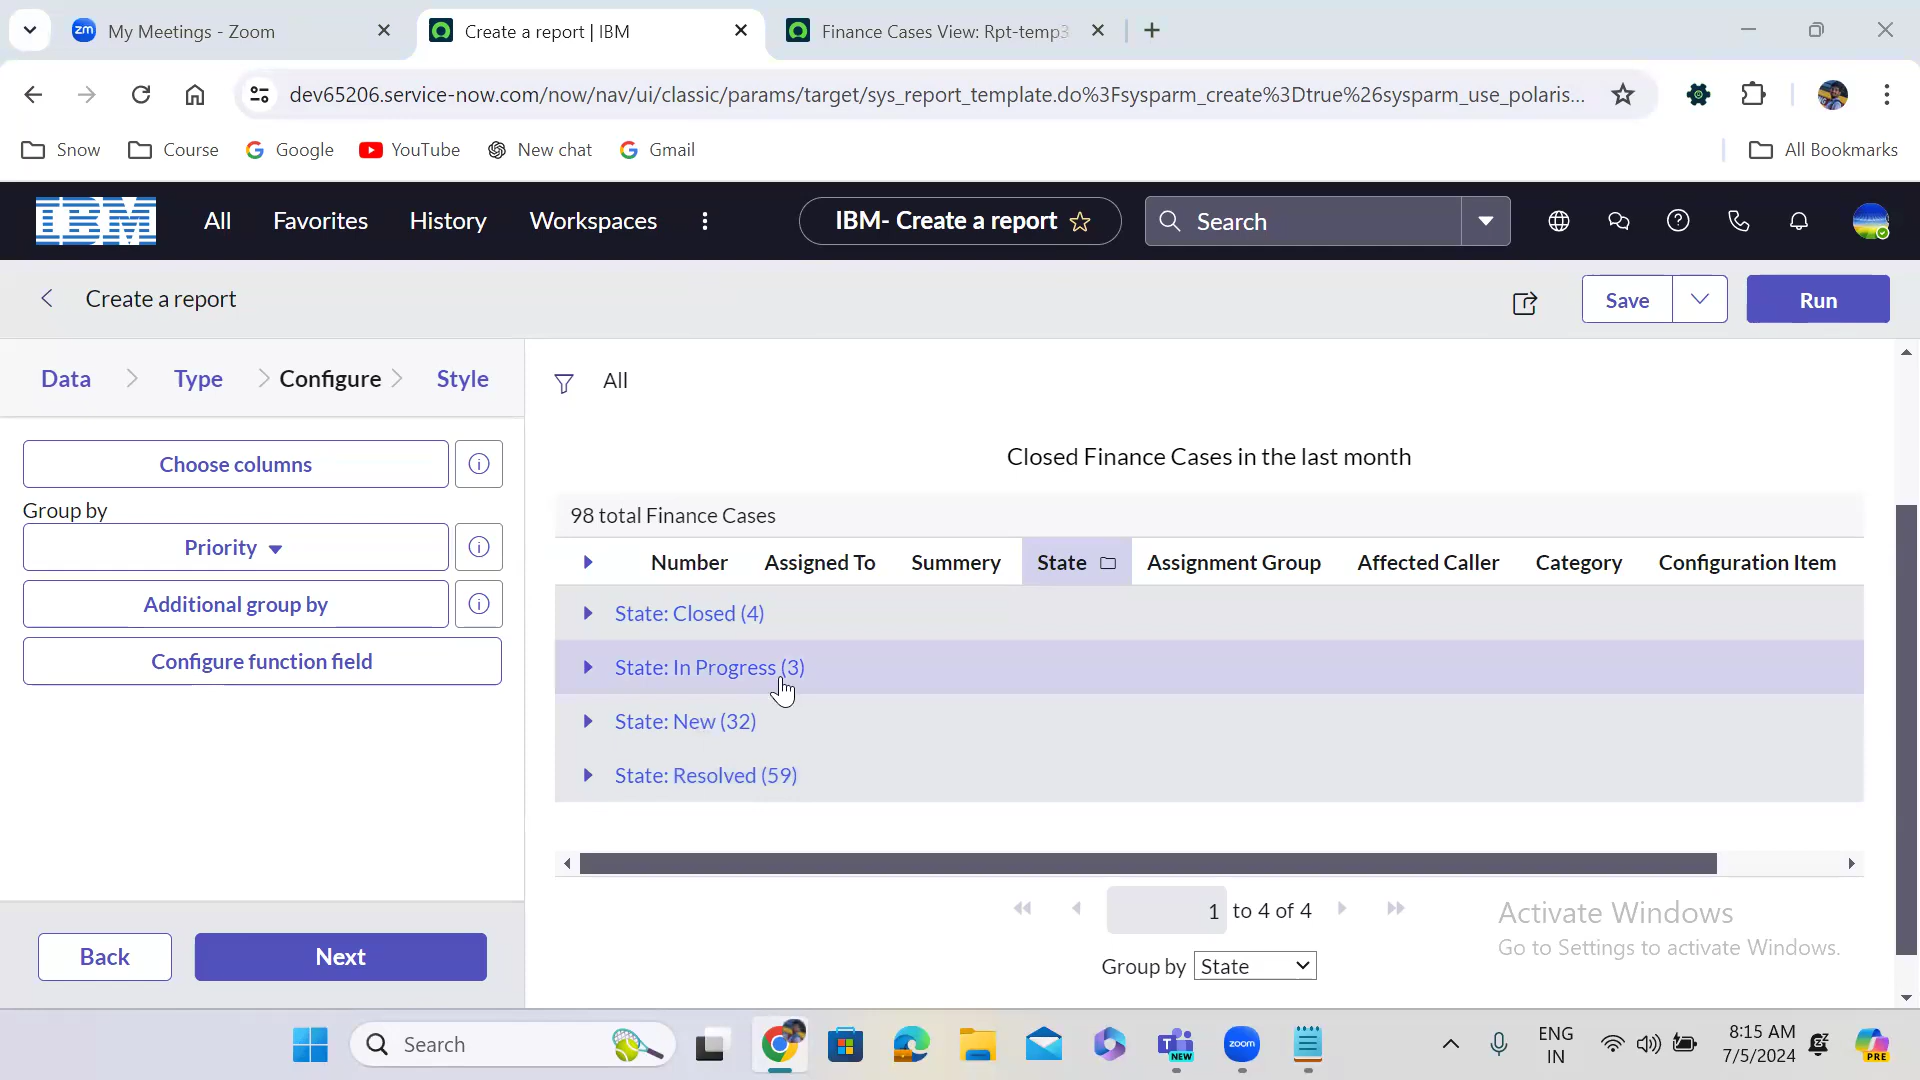 My Meetings - Zoom
Create a report | IBM
Finance Cases View: Rpt-temp3
dev65206.service-now.com/now/nav/ui/classic/params/target/sys_report_template.do%3Fsysparm_create%3Dtrue%26sysparm_use_polaris...
Snow
Course
Google
YouTube
New chat
Gmail
All Bookmarks
IBM
All
Favorites
History
Workspaces
IBM- Create a report
Search
Create a report
Save
Run
Data
Type
Configure
Style
All
Choose columns
Group by
Priority
Additional group by
Configure function field
Closed Finance Cases in the last month
98 total Finance Cases
Number Assigned To Summery State Assignment Group Affected Caller Category Configuration Item
State: Closed (4)
State: In Progress (3)
State: New (32)
State: Resolved (59)
1 to 4 of 4
Group by State
Back
Next
Activate Windows
Go to Settings to activate Windows.
Search
NEW
zoom
ENG
IN
8:15 AM
7/5/2024
PRE